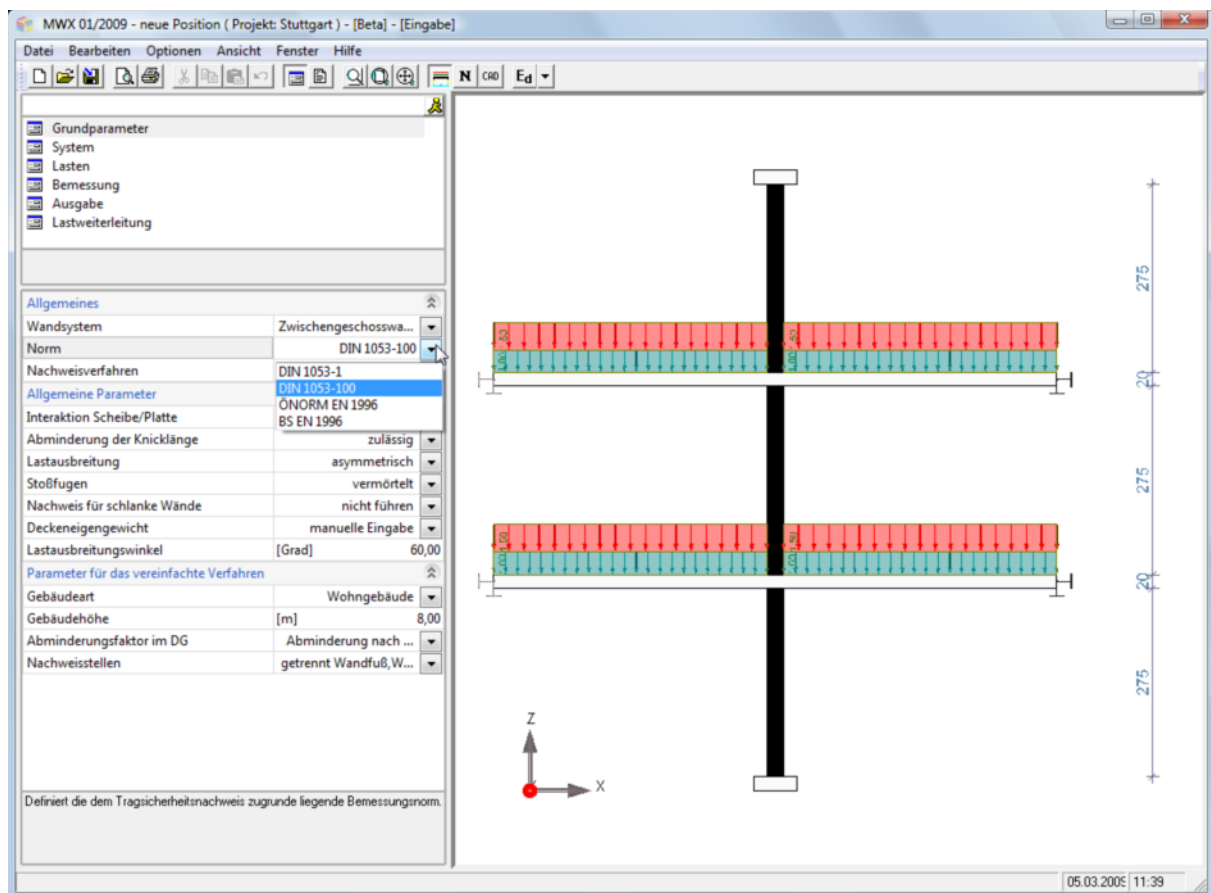 MWX 01/2009 - neue Position ( Projekt: Stuttgart ) - [Beta] - [Eingabe]
Datei Bearbeiten Optionen Ansicht Fenster Hilfe
N CAD Ed
Grundparameter
System
Lasten
Bemessung
Ausgabe
Lastweiterleitung
Allgemeines
Wandsystem Zwischengeschosswa...
Norm DIN 1053-100
Nachweisverfahren DIN 1053-1
Allgemeine Parameter DIN 1053-100
ÖNORM EN 1996
Interaktion Scheibe/Platte BS EN 1996
Abminderung der Knicklänge zulässig
Lastausbreitung asymmetrisch
Stoßfugen vermörtelt
Nachweis für schlanke Wände nicht führen
Deckeneigengewicht manuelle Eingabe
Lastausbreitungswinkel [Grad] 60,00
Parameter für das vereinfachte Verfahren
Gebäudeart Wohngebäude
Gebäudehöhe [m] 8,00
Abminderungsfaktor im DG Abminderung nach ...
Nachweisstellen getrennt Wandfuß,W...
Definiert die dem Tragsicherheitsnachweis zugrunde liegende Bemessungsnorm.
275
20
275
20
275
Z
X
05.03.2009 11:39